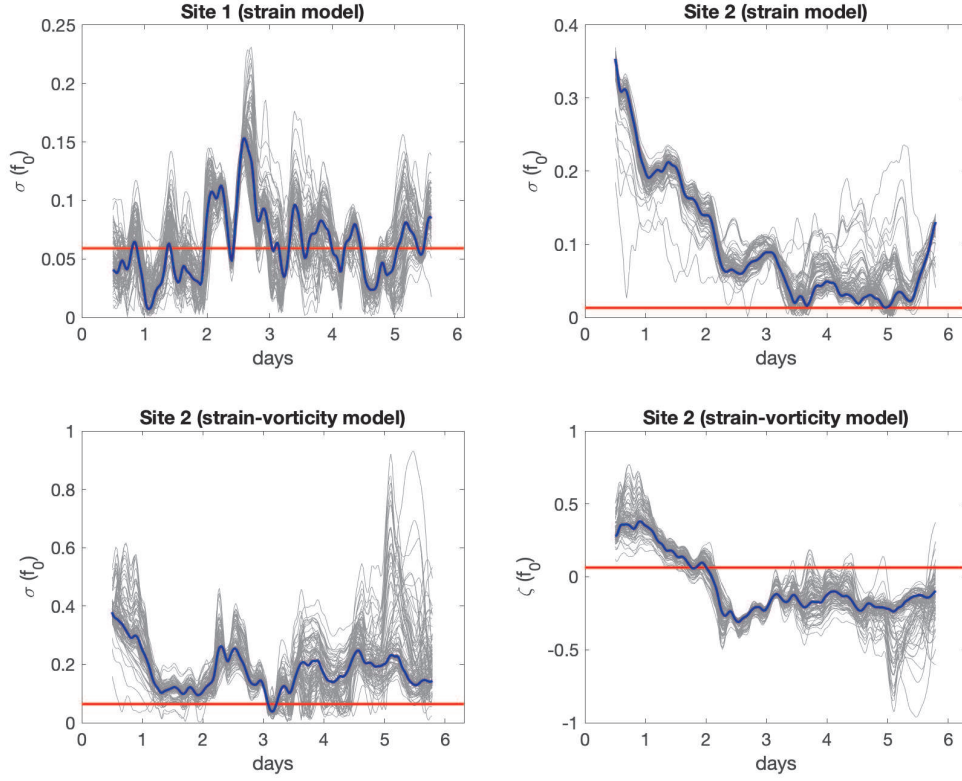 Site 1 (strain model)
0.25
0.2
0.15
0.1
0.05
0
σ (f₀)
0 1 2 3 4 5 6
days
Site 2 (strain model)
0.4
0.3
0.2
0.1
0
σ (f₀)
0 1 2 3 4 5 6
days
Site 2 (strain-vorticity model)
1
0.8
0.6
0.4
0.2
0
σ (f₀)
0 1 2 3 4 5 6
days
Site 2 (strain-vorticity model)
1
0.5
0
-0.5
-1
ζ (f₀)
0 1 2 3 4 5 6
days